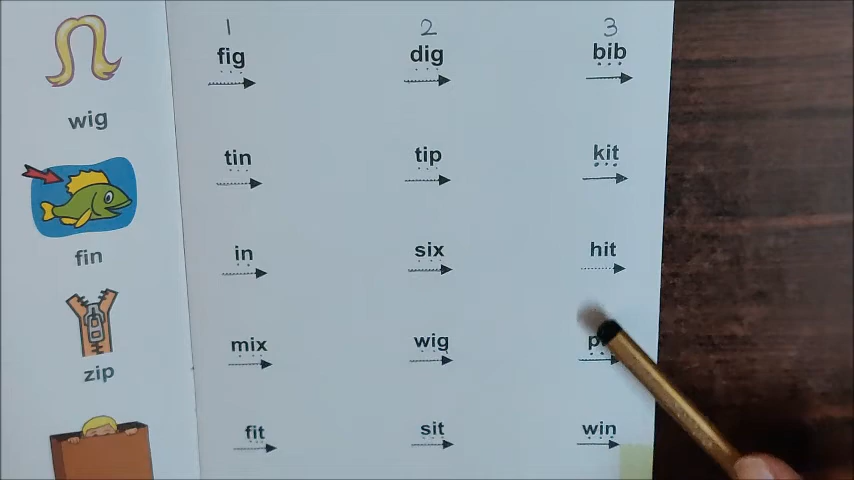 1 2 3
fig dig bib
wig
tin tip kit
in six hit
fin
mix wig
zip
fit sit win